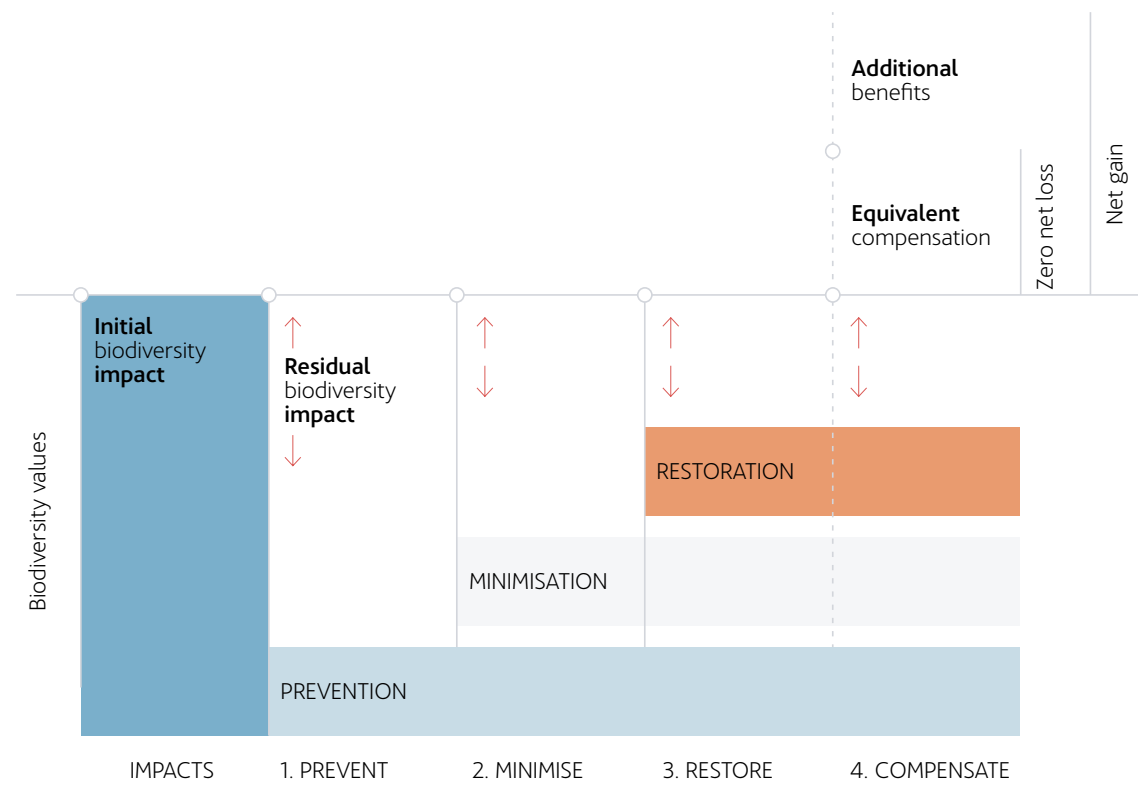 Additional
benefits
Equivalent
compensation
Zero net loss
Net gain
Initial
biodiversity
impact
Residual
biodiversity
impact
Biodiversity values
RESTORATION
MINIMISATION
PREVENTION
IMPACTS
1. PREVENT
2. MINIMISE
3. RESTORE
4. COMPENSATE